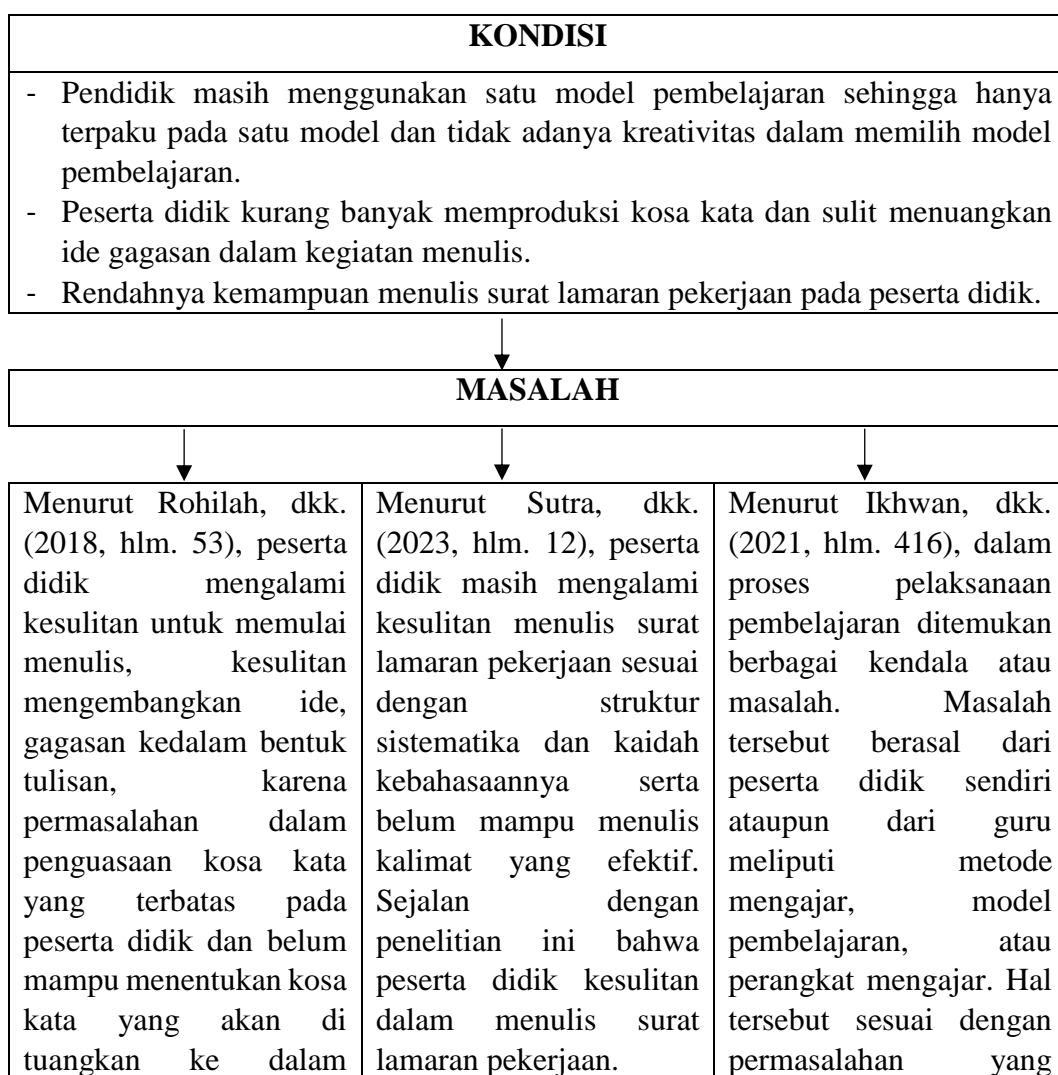 KONDISI
- Pendidik masih menggunakan satu model pembelajaran sehingga hanya
terpaku pada satu model dan tidak adanya kreativitas dalam memilih model
pembelajaran.
- Peserta didik kurang banyak memproduksi kosa kata dan sulit menuangkan
ide gagasan dalam kegiatan menulis.
- Rendahnya kemampuan menulis surat lamaran pekerjaan pada peserta didik.
MASALAH
Menurut Rohilah, dkk.
(2018, hlm. 53), peserta
didik mengalami
kesulitan untuk memulai
menulis, kesulitan
mengembangkan ide,
gagasan kedalam bentuk
tulisan, karena
permasalahan dalam
penguasaan kosa kata
yang terbatas pada
peserta didik dan belum
mampu menentukan kosa
kata yang akan di
tuangkan ke dalam
Menurut Sutra, dkk.
(2023, hlm. 12), peserta
didik masih mengalami
kesulitan menulis surat
lamaran pekerjaan sesuai
dengan struktur
sistematika dan kaidah
kebahasaannya serta
belum mampu menulis
kalimat yang efektif.
Sejalan dengan
penelitian ini bahwa
peserta didik kesulitan
dalam menulis surat
lamaran pekerjaan.
Menurut Ikhwan, dkk.
(2021, hlm. 416), dalam
proses pelaksanaan
pembelajaran ditemukan
berbagai kendala atau
masalah. Masalah
tersebut berasal dari
peserta didik sendiri
ataupun dari guru
meliputi metode
mengajar, model
pembelajaran, atau
perangkat mengajar. Hal
tersebut sesuai dengan
permasalahan yang